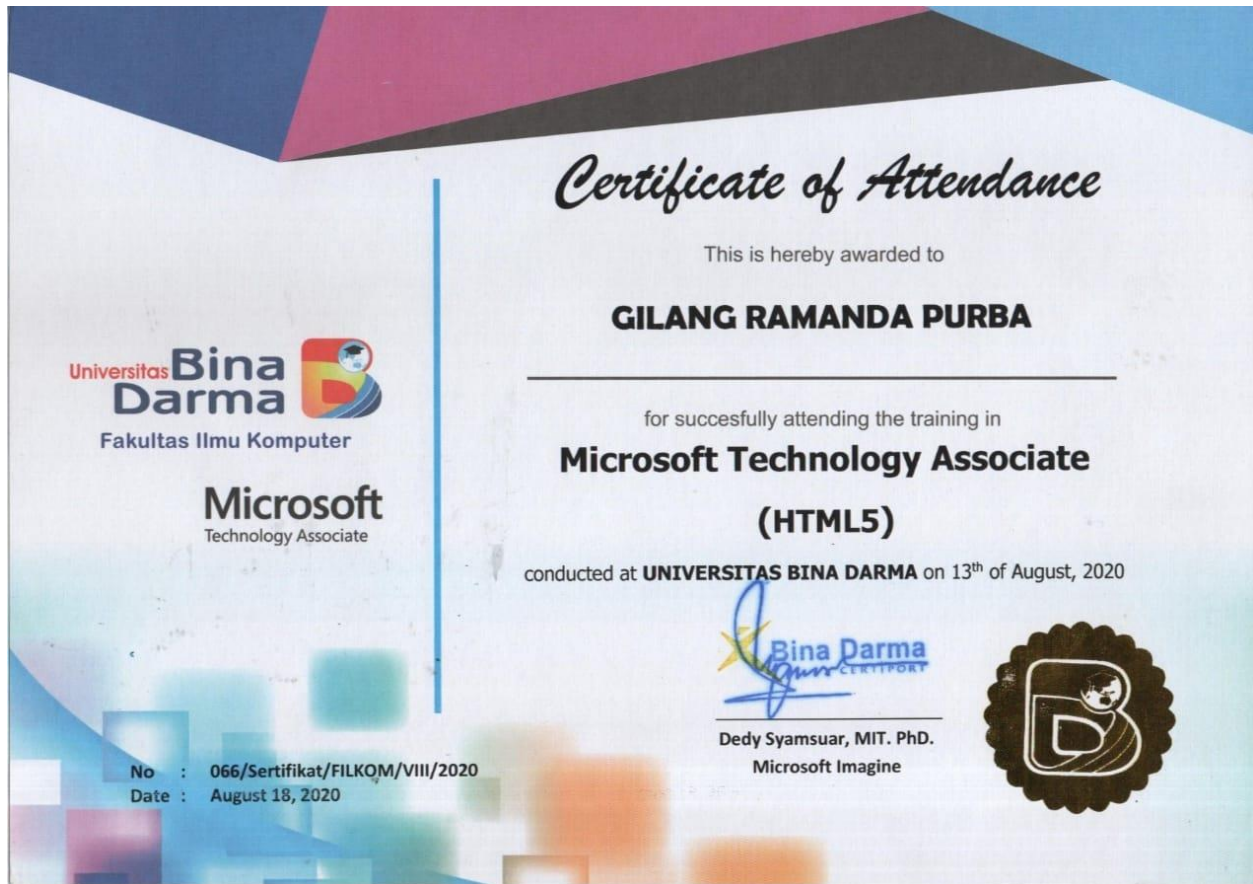 Certificate of Attendance
This is hereby awarded to
GILANG RAMANDA PURBA
for succesfully attending the training in
Microsoft Technology Associate
(HTML5)
conducted at UNIVERSITAS BINA DARMA on 13th of August, 2020
Universitas Bina
Darma
Fakultas Ilmu Komputer
Microsoft
Technology Associate
Bina Darma
CERTIPORT
Dedy Syamsuar, MIT. PhD.
Microsoft Imagine
No : 066/Sertifikat/FILKOM/VIII/2020
Date : August 18, 2020